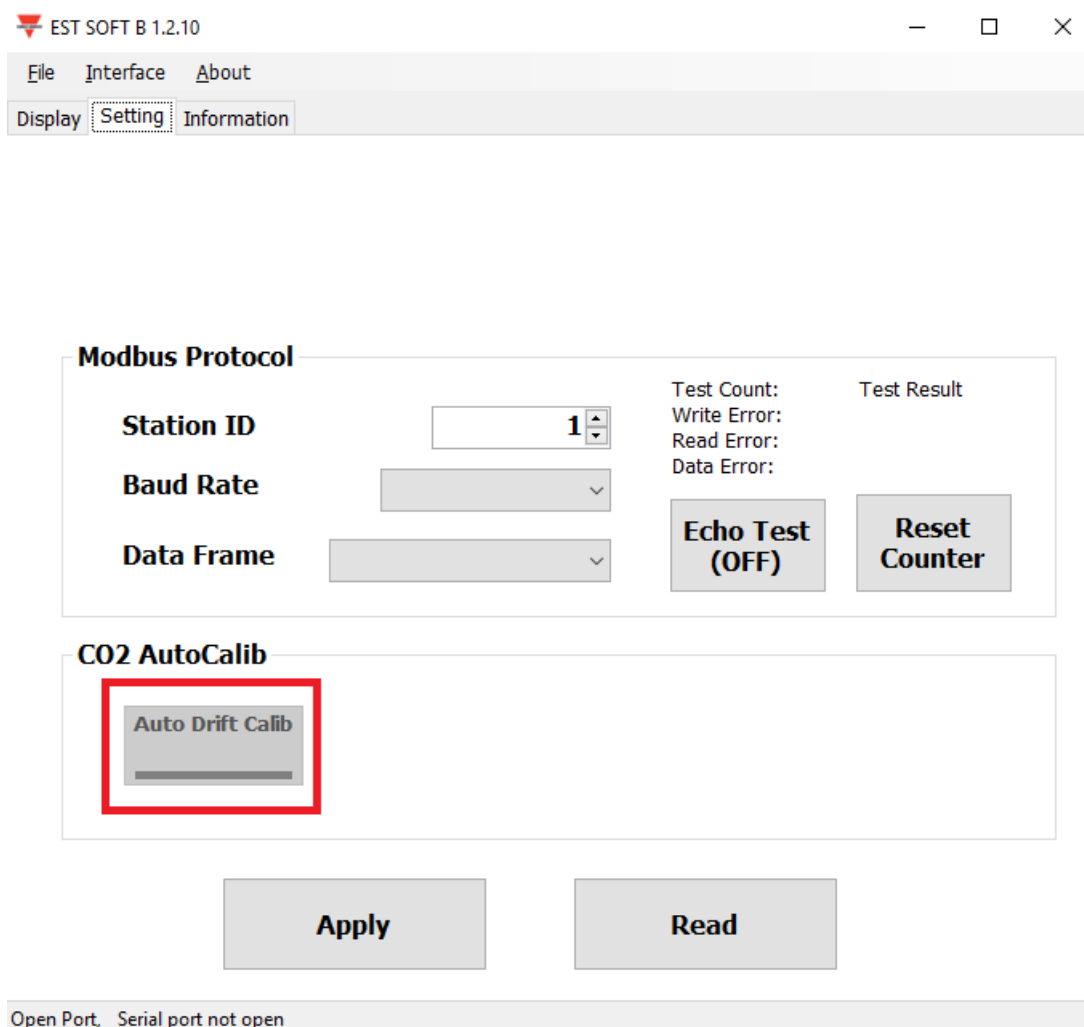 EST SOFT B 1.2.10
File Interface About
Display Setting Information
Modbus Protocol
Station ID 1
Baud Rate
Data Frame
Test Count: Test Result
Write Error:
Read Error:
Data Error:
Echo Test
(OFF)
Reset
Counter
CO2 AutoCalib
Auto Drift Calib
Apply Read
Open Port, Serial port not open